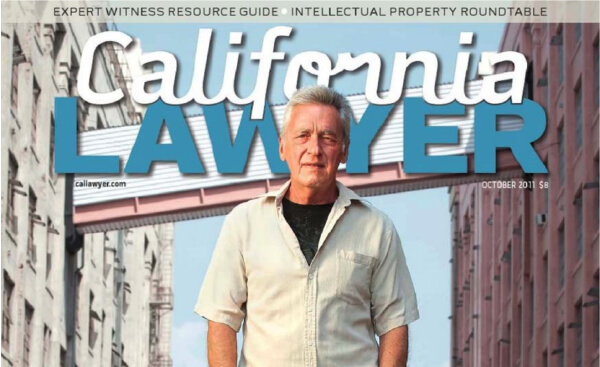 EXPERT WITNESS RESOURCE GUIDE • INTELLECTUAL PROPERTY ROUNDTABLE
California
LAWYER
callawyer.com
OCTOBER 2011 $8